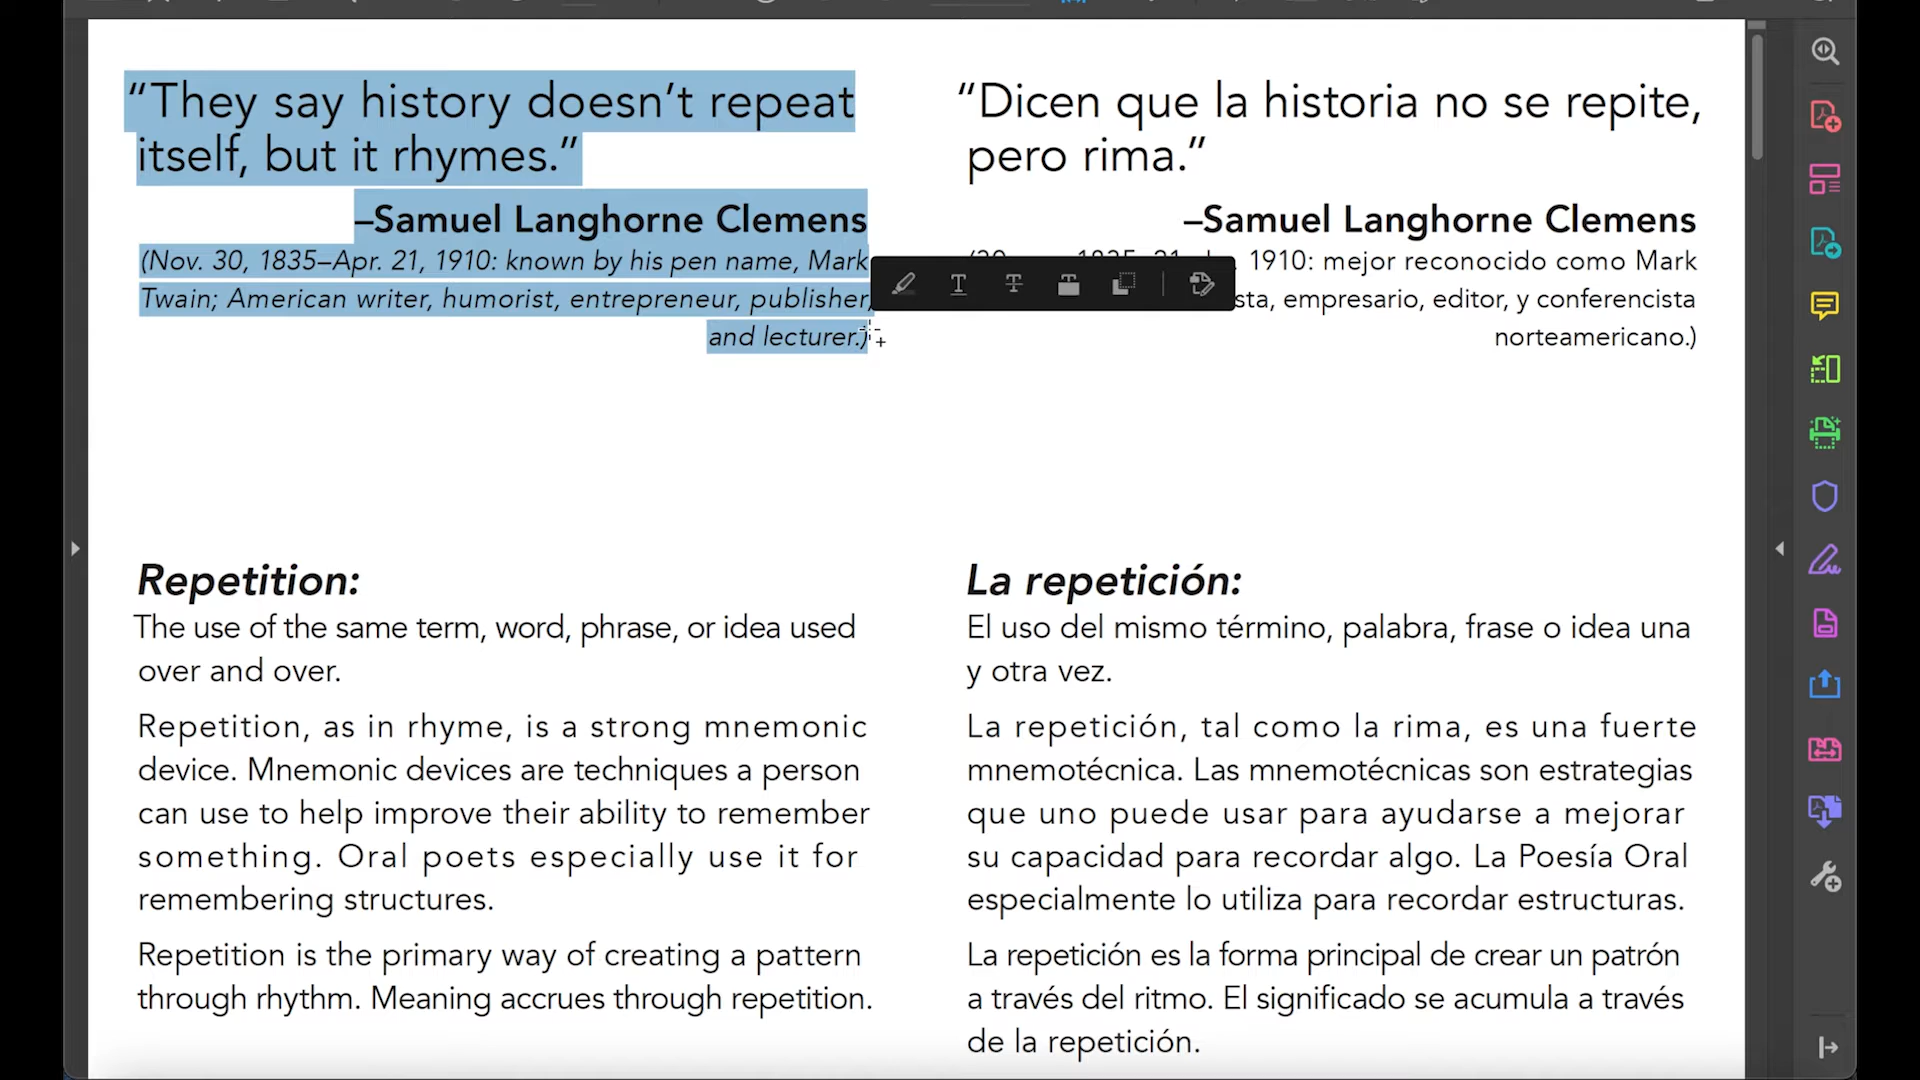 “They say history doesn’t repeat
itself, but it rhymes.”
–Samuel Langhorne Clemens
(Nov. 30, 1835–Apr. 21, 1910: known by his pen name, Mark
Twain; American writer, humorist, entrepreneur, publisher,
and lecturer.)
“Dicen que la historia no se repite,
pero rima.”
–Samuel Langhorne Clemens
1910: mejor reconocido como Mark
empresario, editor, y conferencista
norteamericano.)
Repetition:
The use of the same term, word, phrase, or idea used
over and over.
Repetition, as in rhyme, is a strong mnemonic
device. Mnemonic devices are techniques a person
can use to help improve their ability to remember
something. Oral poets especially use it for
remembering structures.
Repetition is the primary way of creating a pattern
through rhythm. Meaning accrues through repetition.
La repetición:
El uso del mismo término, palabra, frase o idea una
y otra vez.
La repetición, tal como la rima, es una fuerte
mnemotécnica. Las mnemotécnicas son estrategias
que uno puede usar para ayudarse a mejorar
su capacidad para recordar algo. La Poesía Oral
especialmente lo utiliza para recordar estructuras.
La repetición es la forma principal de crear un patrón
a través del ritmo. El significado se acumula a través
de la repetición.